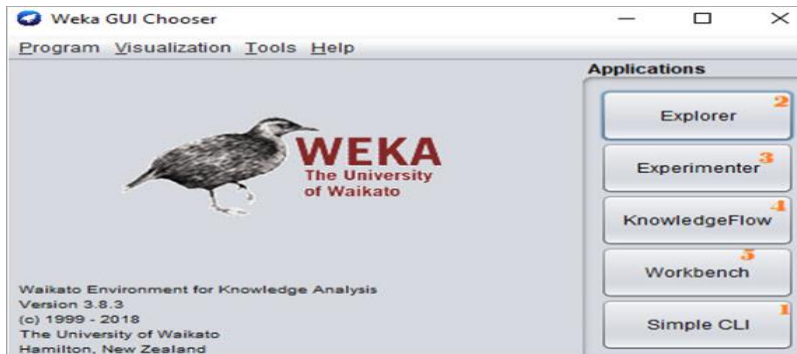 Weka GUI Chooser
Program Visualization Tools Help
Applications
Explorer 2
Experimenter 3
KnowledgeFlow 4
Workbench 5
Simple CLI 1
WEKA
The University
of Waikato
Waikato Environment for Knowledge Analysis
Version 3.8.3
(c) 1999 - 2018
The University of Waikato
Hamilton, New Zealand